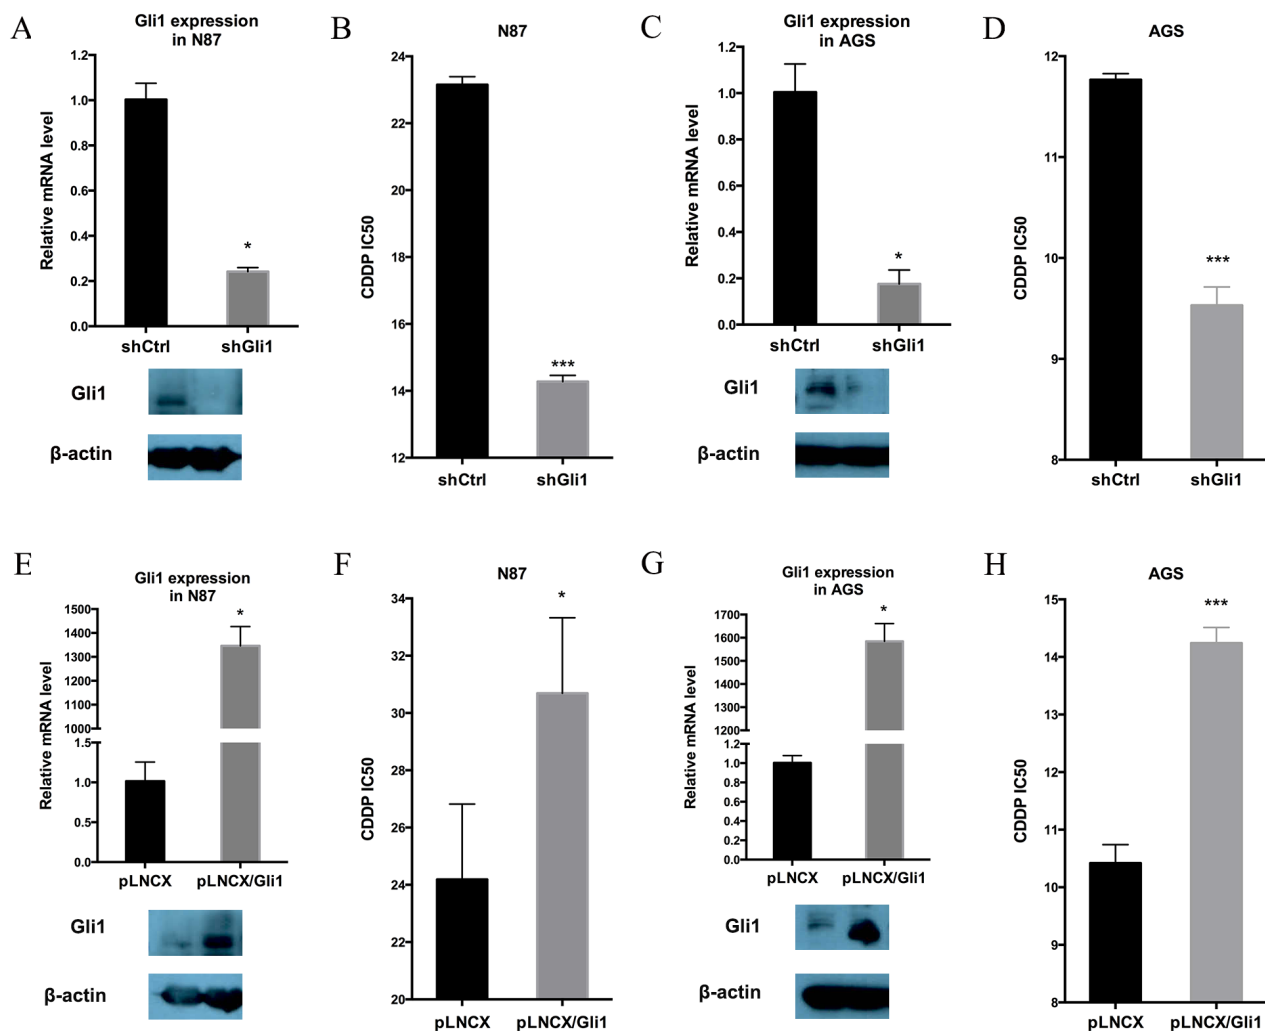 A
Gli1 expression
in N87
Relative mRNA level
1.2
1.0
0.8
0.6
0.4
0.2
0.0
*
shCtrl
shGli1
Gli1
β-actin
B
N87
CDDP IC50
24
22
20
18
16
14
12
***
shCtrl
shGli1
C
Gli1 expression
in AGS
Relative mRNA level
1.2
1.0
0.8
0.6
0.4
0.2
0.0
*
shCtrl
shGli1
Gli1
β-actin
D
AGS
CDDP IC50
12
11
10
9
8
***
shCtrl
shGli1
E
Gli1 expression
in N87
Relative mRNA level
1500
1400
1300
1200
1100
1000
1.5
1.0
0.5
0.0
*
pLNCX
pLNCX/Gli1
Gli1
β-actin
F
N87
CDDP IC50
34
32
30
28
26
24
22
20
*
pLNCX
pLNCX/Gli1
G
Gli1 expression
in AGS
Relative mRNA level
1700
1600
1500
1400
1300
1200
1.2
1.0
0.8
0.6
0.4
0.2
0.0
*
pLNCX
pLNCX/Gli1
Gli1
β-actin
H
AGS
CDDP IC50
15
14
13
12
11
10
9
8
***
pLNCX
pLNCX/Gli1